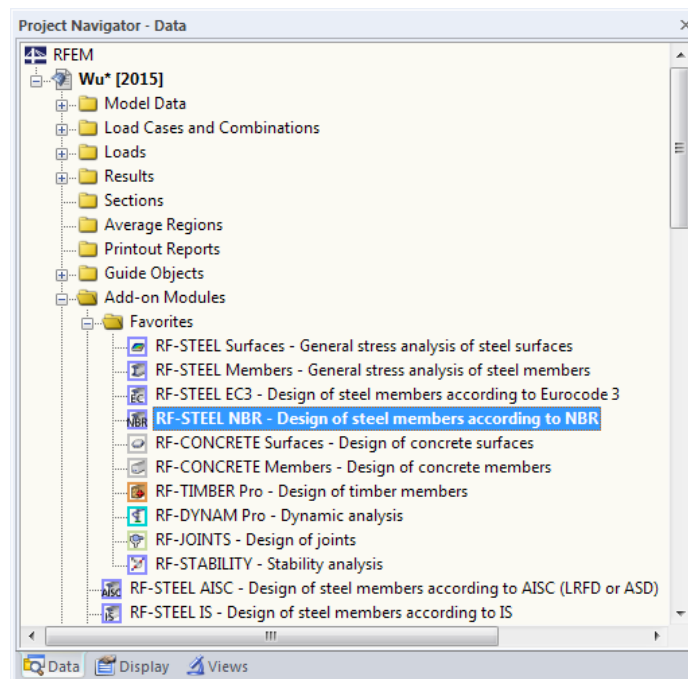 Project Navigator - Data
RFEM
Wu* [2015]
Model Data
Load Cases and Combinations
Loads
Results
Sections
Average Regions
Printout Reports
Guide Objects
Add-on Modules
Favorites
RF-STEEL Surfaces - General stress analysis of steel surfaces
RF-STEEL Members - General stress analysis of steel members
EC RF-STEEL EC3 - Design of steel members according to Eurocode 3
NBR RF-STEEL NBR - Design of steel members according to NBR
RF-CONCRETE Surfaces - Design of concrete surfaces
RF-CONCRETE Members - Design of concrete members
RF-TIMBER Pro - Design of timber members
RF-DYNAM Pro - Dynamic analysis
RF-JOINTS - Design of joints
RF-STABILITY - Stability analysis
AISC RF-STEEL AISC - Design of steel members according to AISC (LRFD or ASD)
IS RF-STEEL IS - Design of steel members according to IS
Data Display Views